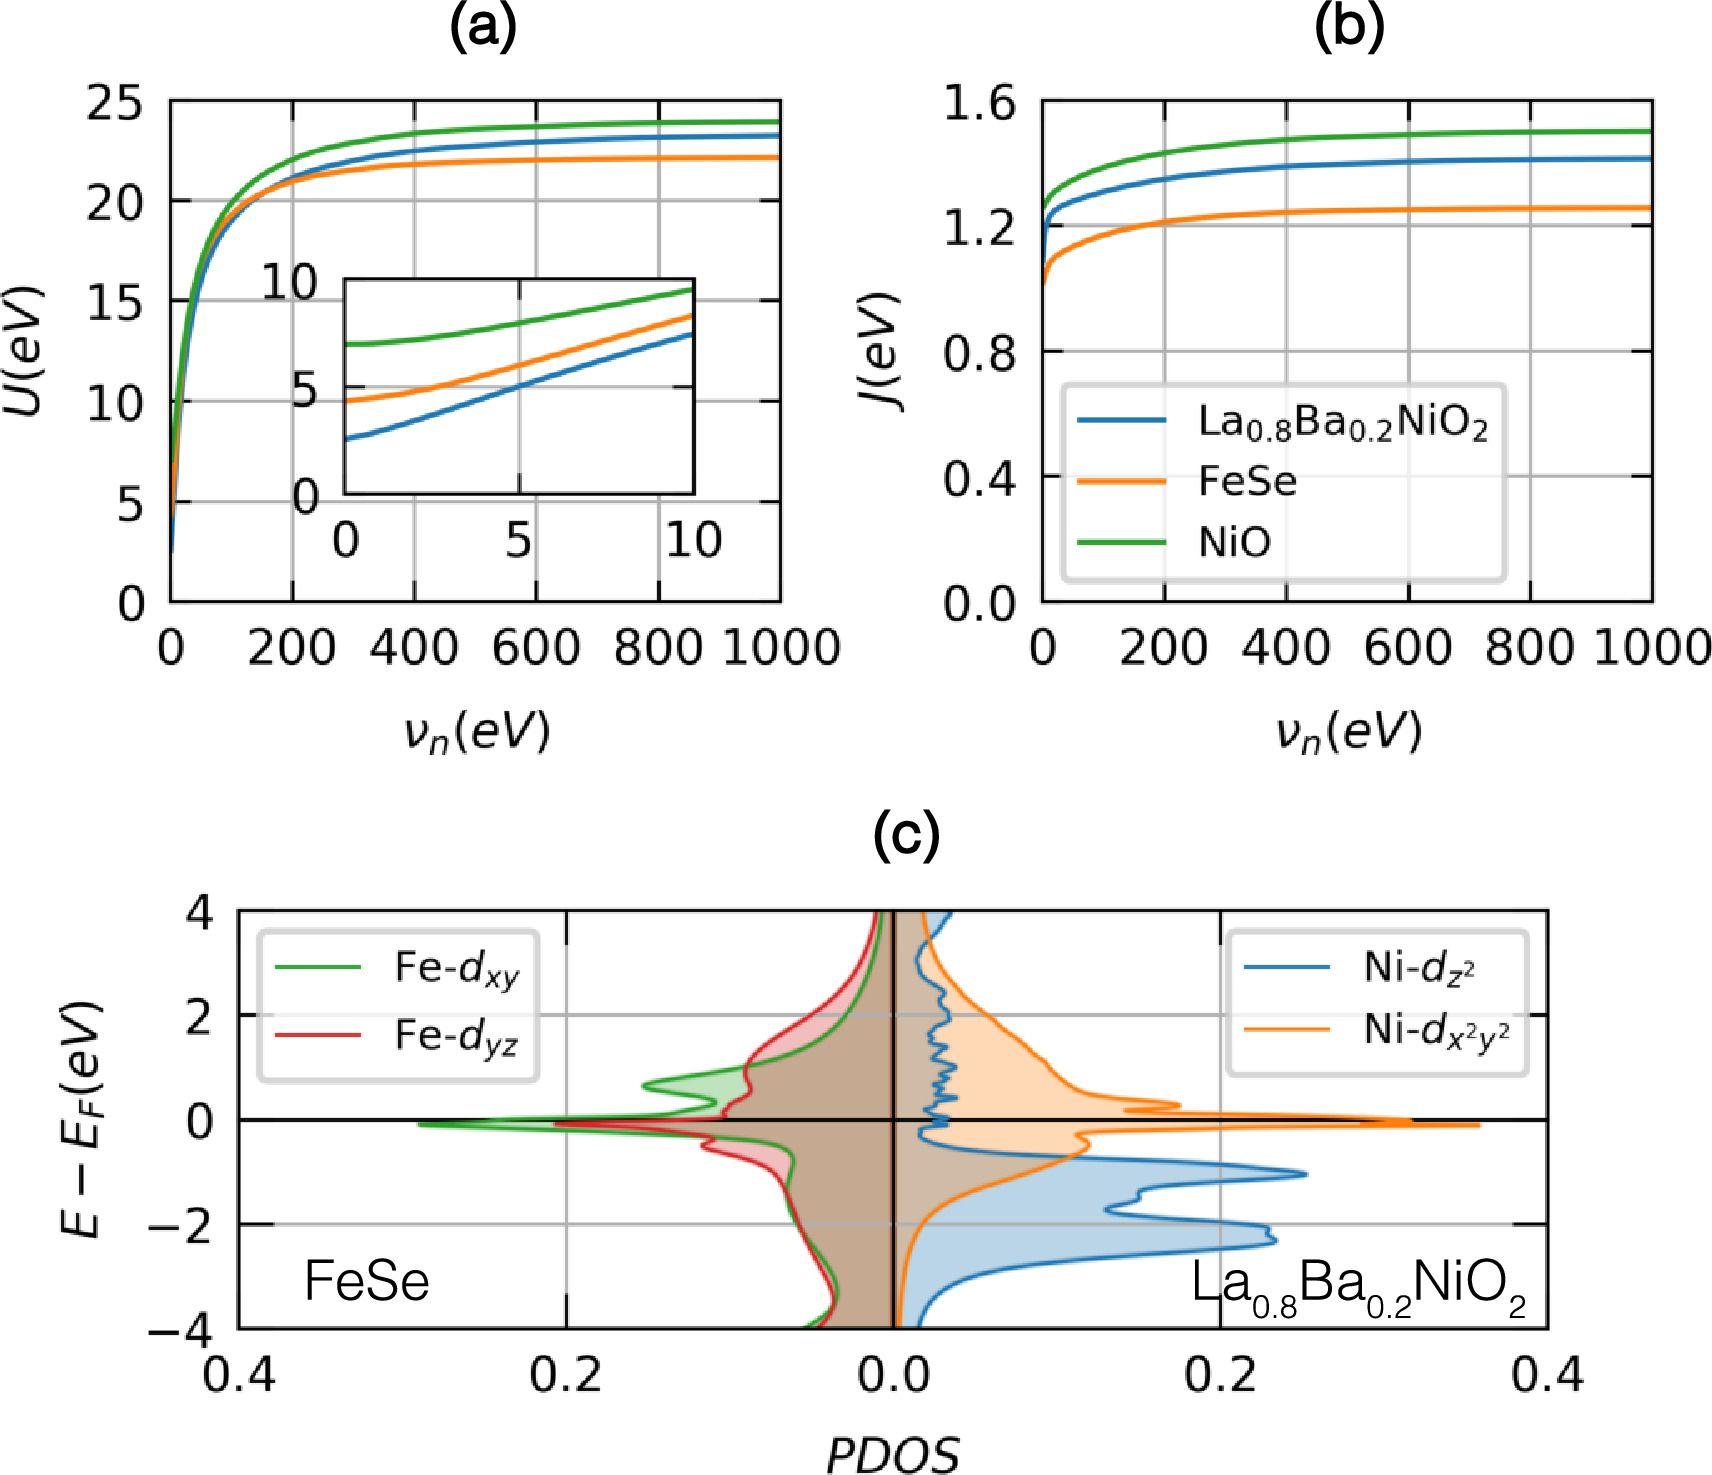 (a)
(b)
25
20
15
10
5
0
U(eV)
10
5
0
0 5 10
0 200 400 600 800 1000
νn(eV)
1.6
1.2
0.8
0.4
0.0
J(eV)
La0.8Ba0.2NiO2
FeSe
NiO
0 200 400 600 800 1000
νn(eV)
(c)
4
2
0
−2
−4
E − EF(eV)
Fe-dxy
Fe-dyz
Ni-dz²
Ni-dx²y²
FeSe
La0.8Ba0.2NiO2
0.4 0.2 0.0 0.2 0.4
PDOS